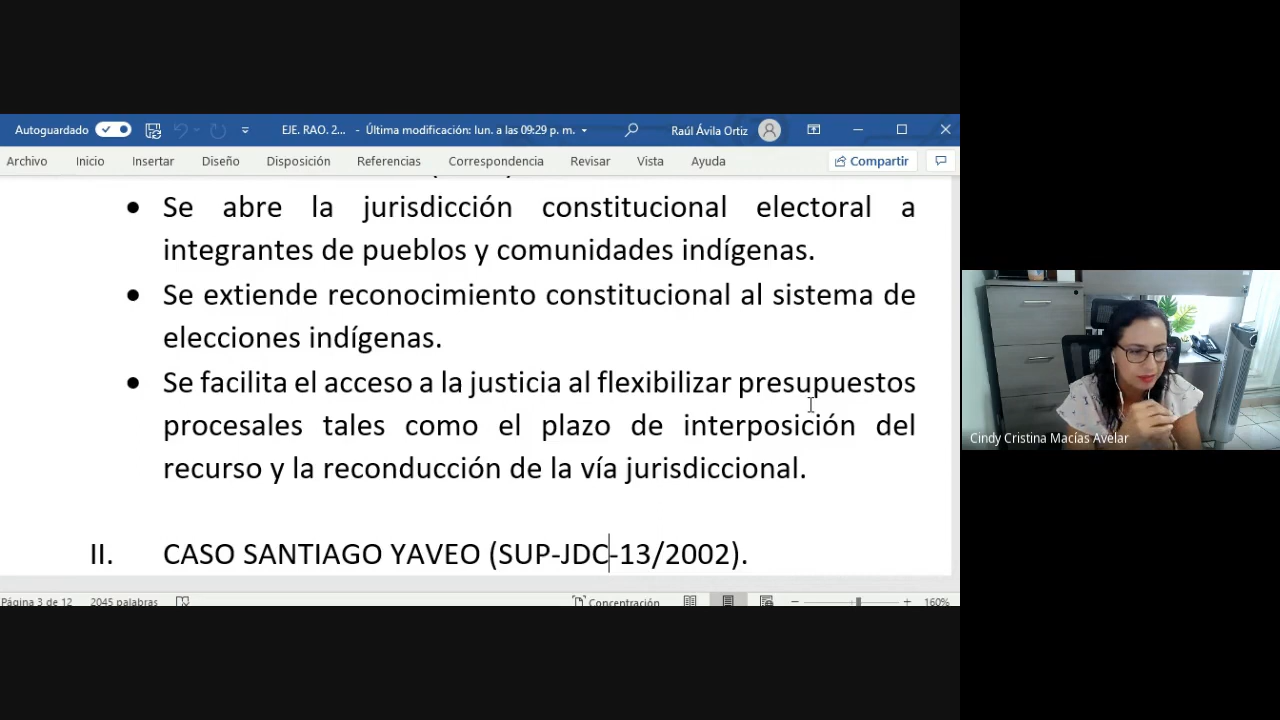 Autoguardado EJE. RAO. 2... - Última modificación: lun. a las 09:29 p. m. Raúl Ávila Ortiz
Archivo Inicio Insertar Diseño Disposición Referencias Correspondencia Revisar Vista Ayuda Compartir
• Se abre la jurisdicción constitucional electoral a
integrantes de pueblos y comunidades indígenas.
• Se extiende reconocimiento constitucional al sistema de
elecciones indígenas.
• Se facilita el acceso a la justicia al flexibilizar presupuestos
procesales tales como el plazo de interposición del
recurso y la reconducción de la vía jurisdiccional.
II. CASO SANTIAGO YAVEO (SUP-JDC-13/2002).
Página 3 de 12 2045 palabras Concentración 160%
Cindy Cristina Macías Avelar